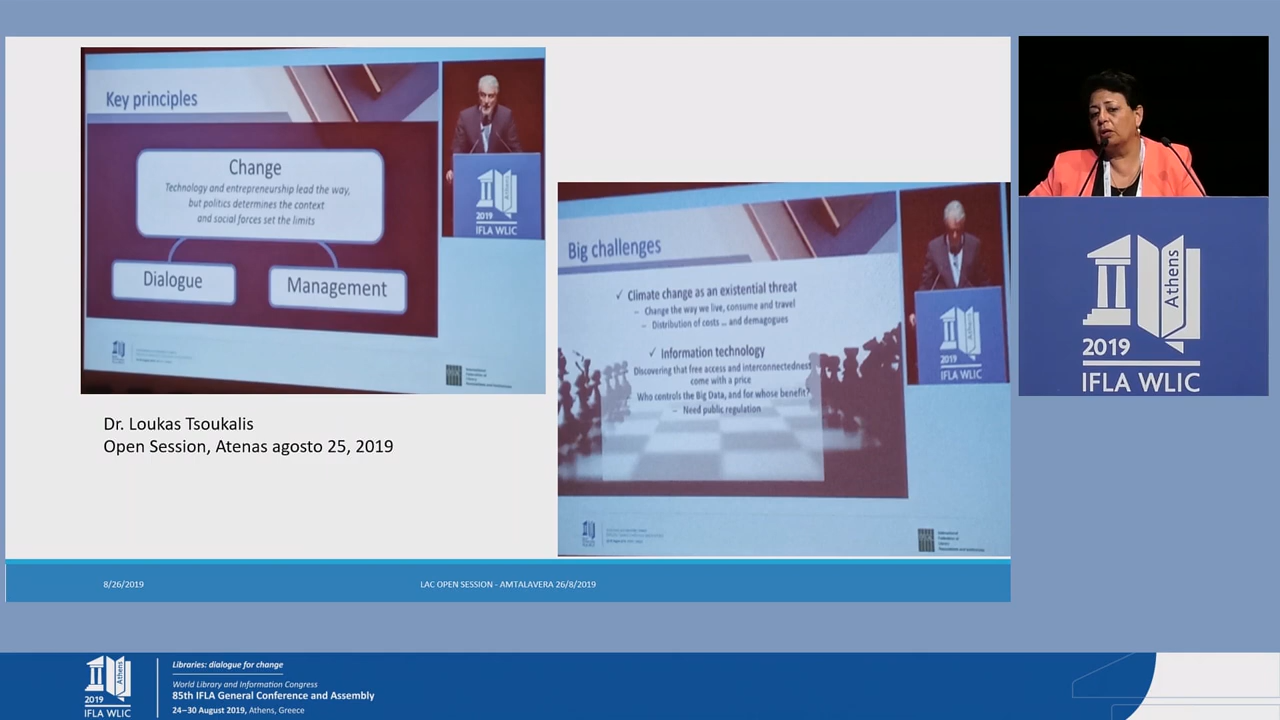 Key principles
Change
Technology and entrepreneurship lead the way,
but politics determines the context
and social forces set the limits
Dialogue
Management
2019
IFLA WLIC
Dr. Loukas Tsoukalis
Open Session, Atenas agosto 25, 2019
Big challenges
✓ Climate change as an existential threat
– Change the way we live, consume and travel
– Distribution of costs ... and demagogues
✓ Information technology
Discovering that free access and interconnectedness
come with a price
– Who controls the Big Data, and for whose benefit?
– Need public regulation
2019
IFLA WLIC
8/26/2019
LAC OPEN SESSION - AMTALAVERA 26/8/2019
Athens
2019
IFLA WLIC
Athens
2019
IFLA WLIC
Libraries: dialogue for change
World Library and Information Congress
85th IFLA General Conference and Assembly
24–30 August 2019, Athens, Greece